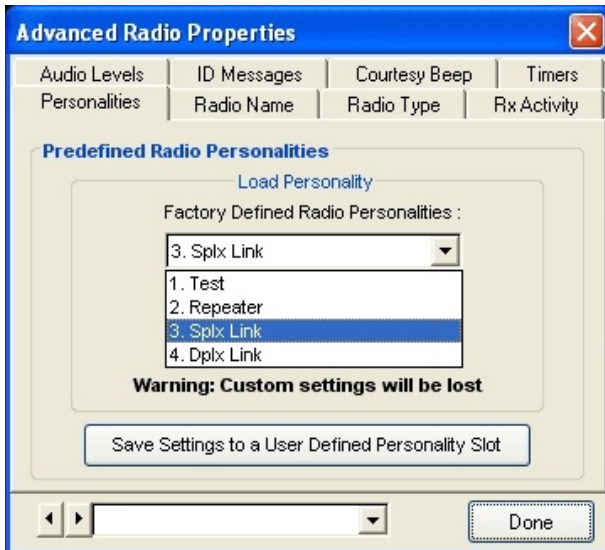 Advanced Radio Properties
Audio Levels ID Messages Courtesy Beep Timers
Personalities Radio Name Radio Type Rx Activity
Predefined Radio Personalities
Load Personality
Factory Defined Radio Personalities :
3. Splx Link
1. Test
2. Repeater
3. Splx Link
4. Dplx Link
Warning: Custom settings will be lost
Save Settings to a User Defined Personality Slot
Done